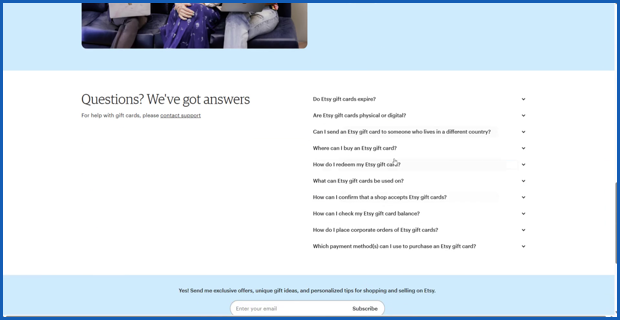 Questions? We've got answers
For help with gift cards, please contact support
Do Etsy gift cards expire?
Are Etsy gift cards physical or digital?
Can I send an Etsy gift card to someone who lives in a different country?
Where can I buy an Etsy gift card?
How do I redeem my Etsy gift card?
What can Etsy gift cards be used on?
How can I confirm that a shop accepts Etsy gift cards?
How can I check my Etsy gift card balance?
How do I place corporate orders of Etsy gift cards?
Which payment method(s) can I use to purchase an Etsy gift card?
Yes! Send me exclusive offers, unique gift ideas, and personalized tips for shopping and selling on Etsy.
Enter your email Subscribe